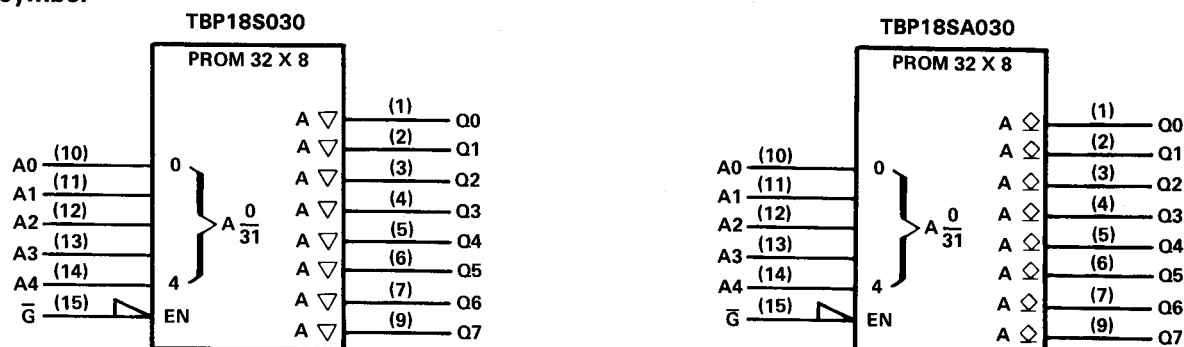 TBP18S030
PROM 32 X 8
A ▽ (1) Q0
A ▽ (2) Q1
A0 (10) 0 A ▽ (3) Q2
A1 (11) A ▽ (4) Q3
A2 (12) A 0/31 A ▽ (5) Q4
A3 (13) A ▽ (6) Q5
A4 (14) 4 A ▽ (7) Q6
G̅ (15) EN A ▽ (9) Q7
TBP18SA030
PROM 32 X 8
A (1) Q0
A (2) Q1
A0 (10) 0 A (3) Q2
A1 (11) A (4) Q3
A2 (12) A 0/31 A (5) Q4
A3 (13) A (6) Q5
A4 (14) 4 A (7) Q6
G̅ (15) EN A (9) Q7